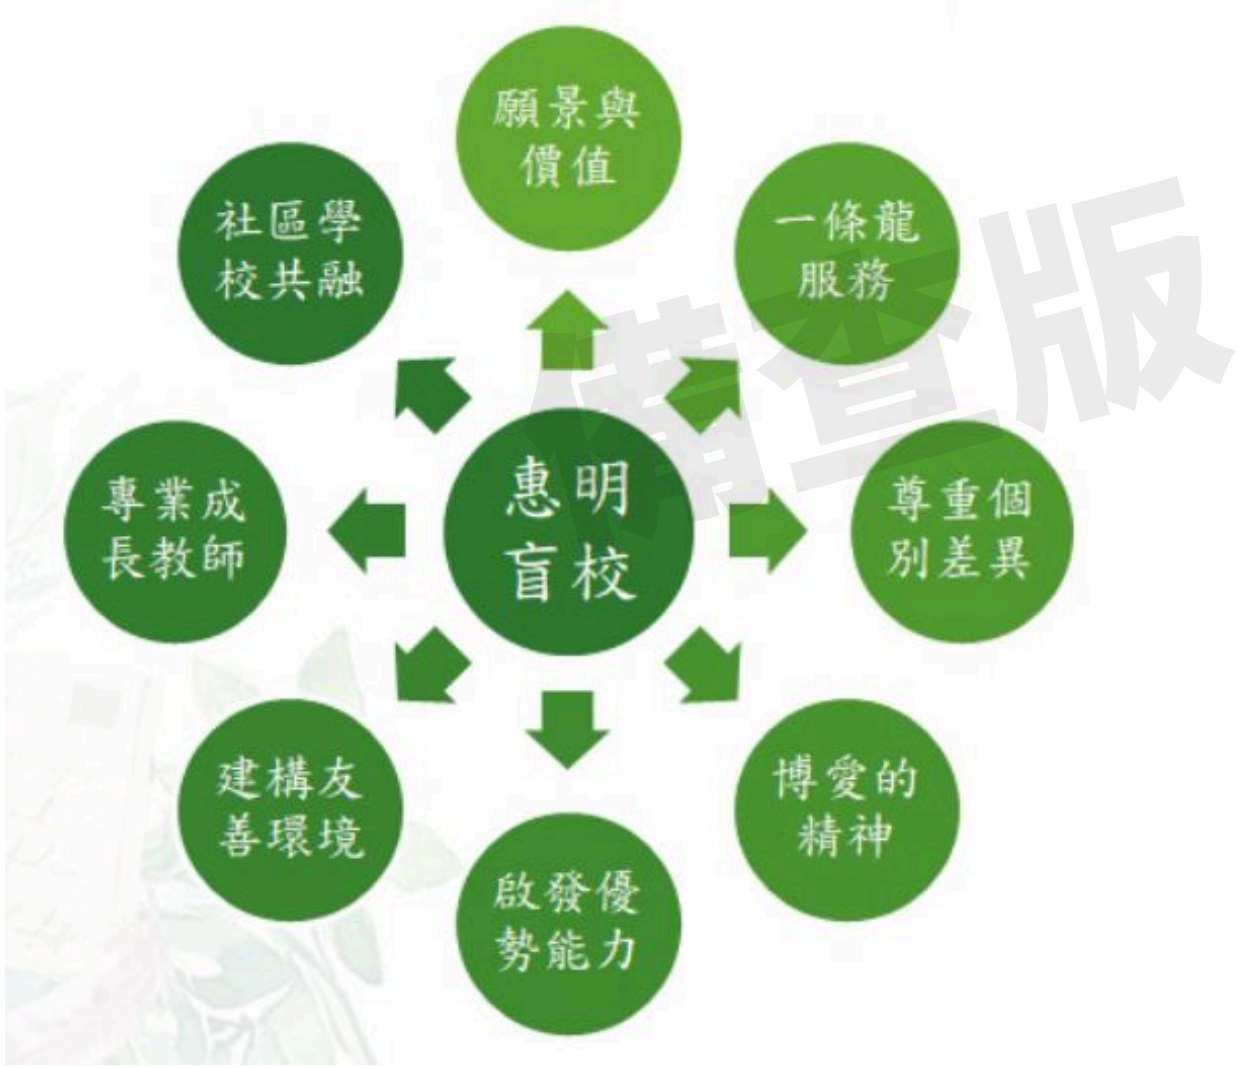 願景與
價值
一條龍
服務
尊重個
別差異
博愛的
精神
啟發優
勢能力
建構友
善環境
專業成
長教師
社區學
校共融
惠明
盲校
備查版